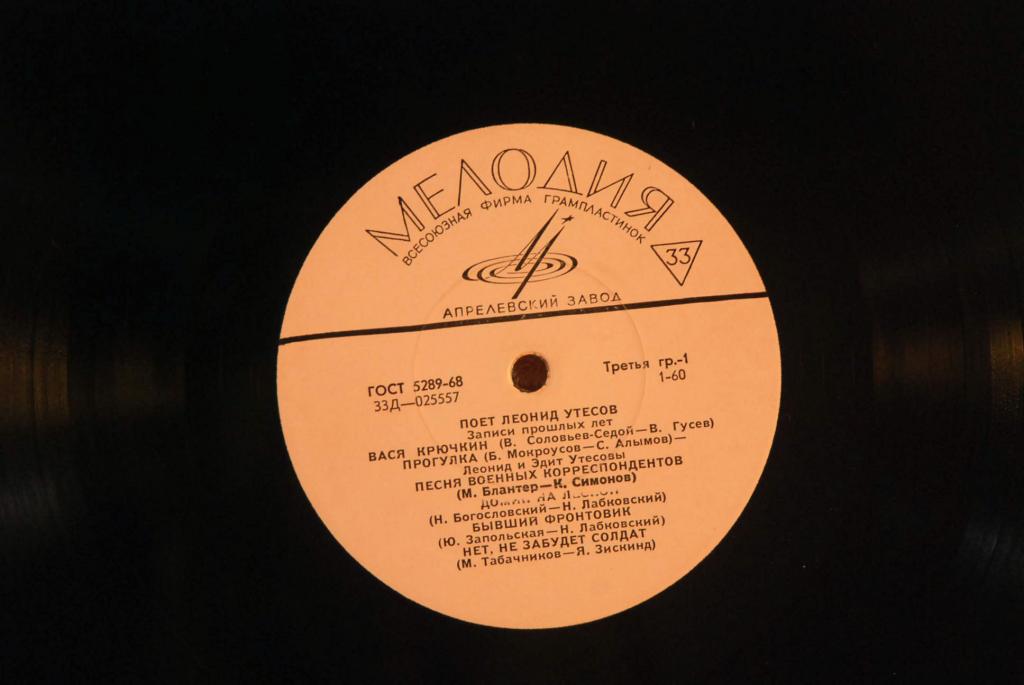 МЕЛОДИЯ
ВСЕСОЮЗНАЯ ФИРМА ГРАМПЛАСТИНОК
33
АПРЕЛЕВСКИЙ ЗАВОД
ГОСТ 5289-68
33Д—025557
Третья гр.-1
1-60
ПОЕТ ЛЕОНИД УТЕСОВ
Записи прошлых лет
ВАСЯ КРЮЧКИН (В. Соловьев-Седой—В. Гусев)
ПРОГУЛКА (Б. Мокроусов—С. Алымов)—
Леонид и Эдит Утесовы
ПЕСНЯ ВОЕННЫХ КОРРЕСПОНДЕНТОВ
(М. Блантер—К. Симонов)
НА
(Н. Богословский—Н. Лабковский)
БЫВШИЙ ФРОНТОВИК
(Ю. Запольская—Н. Лабковский)
НЕТ, НЕ ЗАБУДЕТ СОЛДАТ
(М. Табачников—Я. Зискинд)